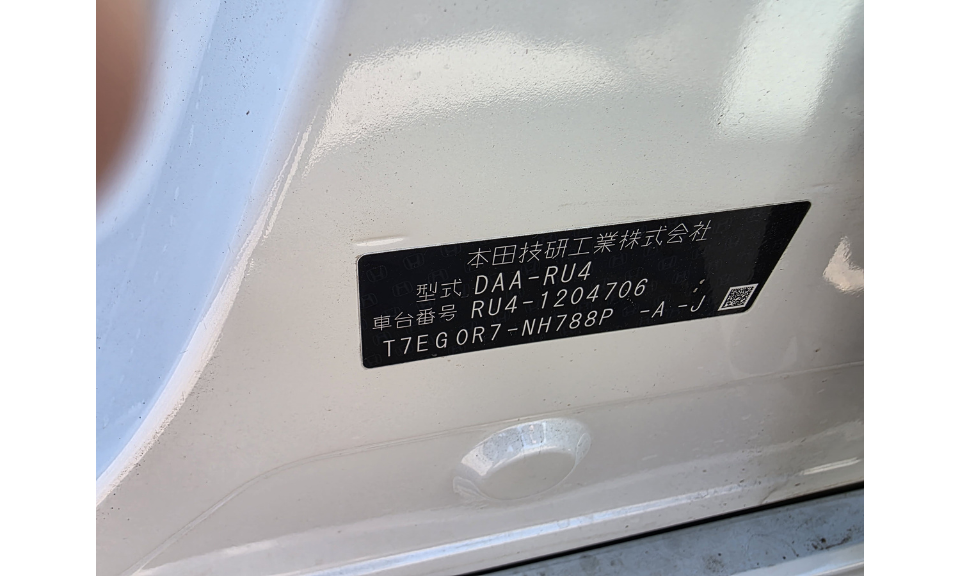 本田技研工業株式会社
型式 DAA-RU4
車台番号 RU4-1204706
T7EG0R7-NH788P -A -J